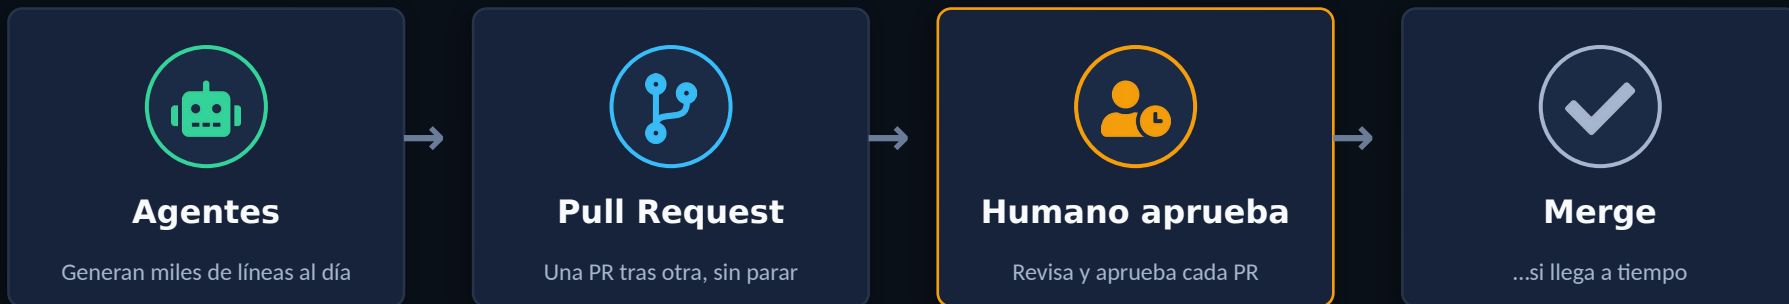 Agentes
Generan miles de líneas al día
Pull Request
Una PR tras otra, sin parar
Humano aprueba
Revisa y aprueba cada PR
Merge
...si llega a tiempo